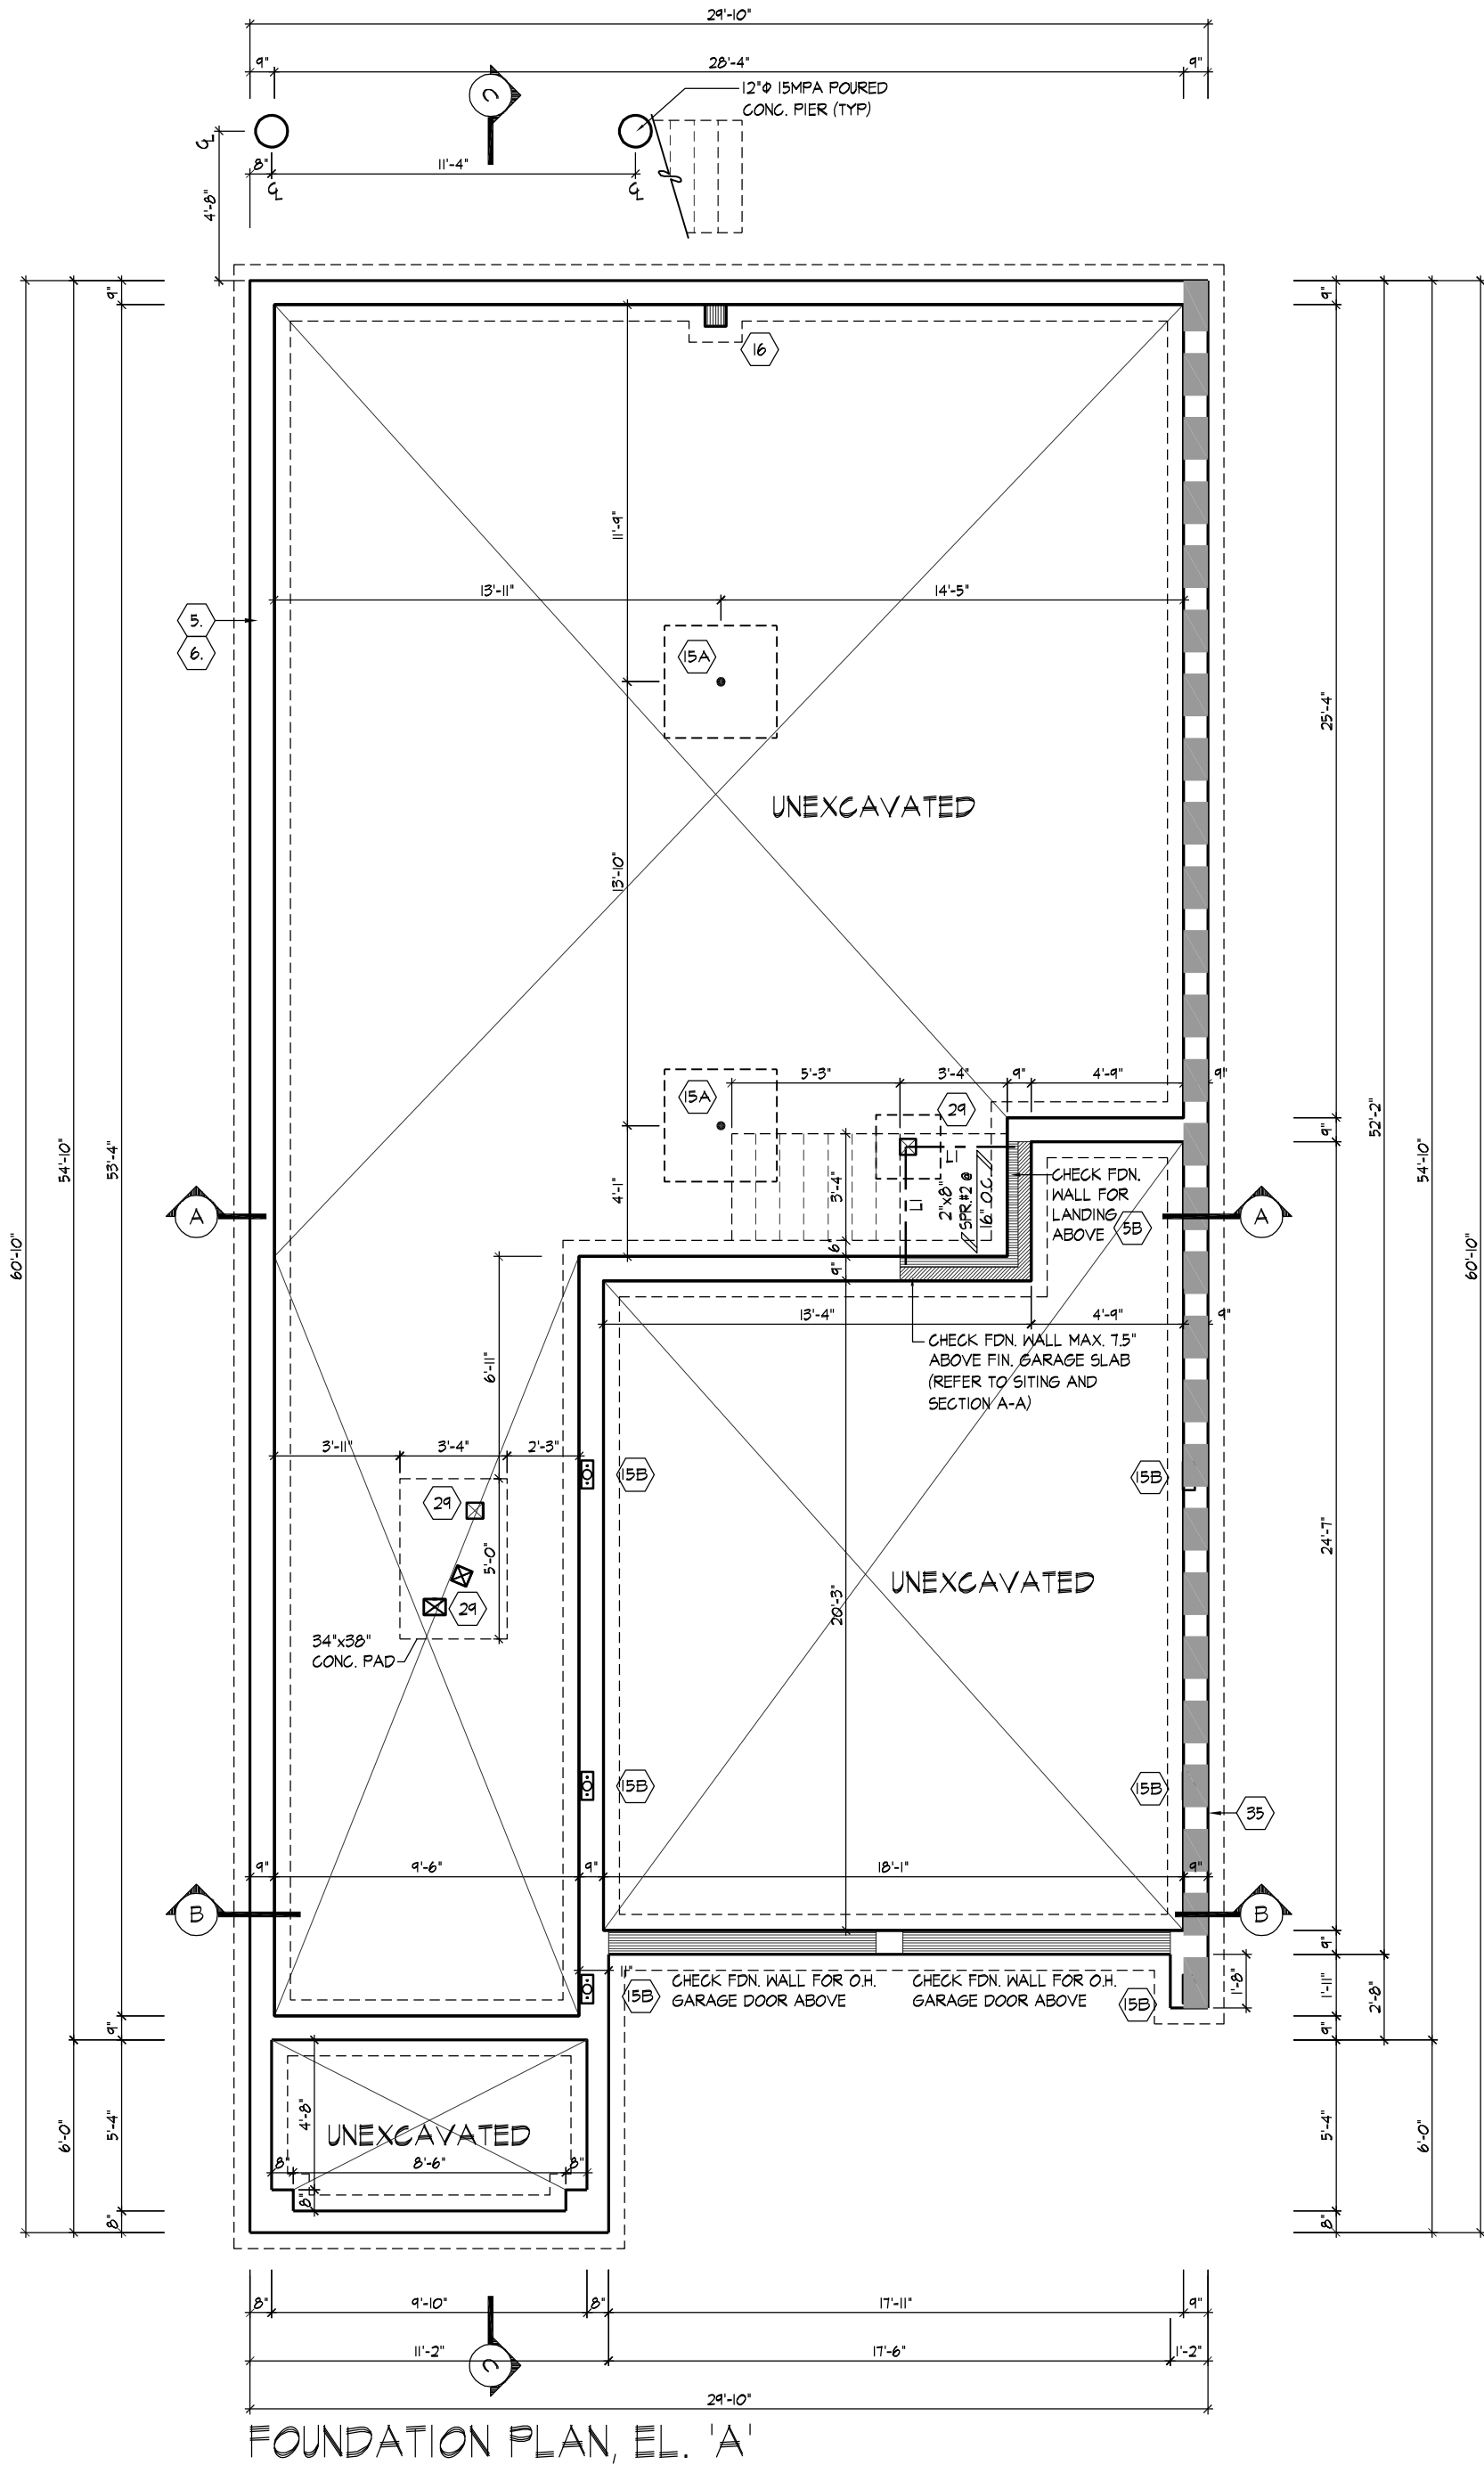 29'-10"
9" 28'-4" 9"
12"Φ 15MPA POURED
CONC. PIER (TYP)
C
℄
8" 11'-4"
℄ ℄
4'-8"
9"
9"
16
11'-9"
13'-11" 14'-5"
5.
6.
15A
25'-4"
UNEXCAVATED
13'-10"
15A
5'-3" 3'-4" 9" 4'-9" 9"
29
9"
52'-2"
54'-10"
53'-4"
54'-10"
4'-1"
3'-4"
L1
L1
2"x8"
SPR.#2 @
16" O.C.
CHECK FDN.
WALL FOR
LANDING
ABOVE
5B
A
A
60'-10"
60'-10"
6"
9"
13'-4" 4'-9" 9"
CHECK FDN. WALL MAX. 7.5"
ABOVE FIN. GARAGE SLAB
(REFER TO SITING AND
SECTION A-A)
6'-11"
3'-11" 3'-4" 2'-3"
15B
15B
29
5'-0"
29
24'-7"
UNEXCAVATED
20'-3"
34"x38"
CONC. PAD
15B
15B
35
9" 9'-6" 9" 18'-1" 9"
B
B
9"
11"
CHECK FDN. WALL FOR O.H.
GARAGE DOOR ABOVE
CHECK FDN. WALL FOR O.H.
GARAGE DOOR ABOVE
15B
15B
1'-8"
1'-11"
2'-8"
9"
9"
6'-0"
5'-4"
4'-8"
UNEXCAVATED
8" 8'-6" 8"
8"
5'-4"
6'-0"
8"
8"
8" 9'-10" 8" 17'-11" 9"
11'-2" 17'-6" 1'-2"
C
29'-10"
FOUNDATION PLAN, EL. 'A'